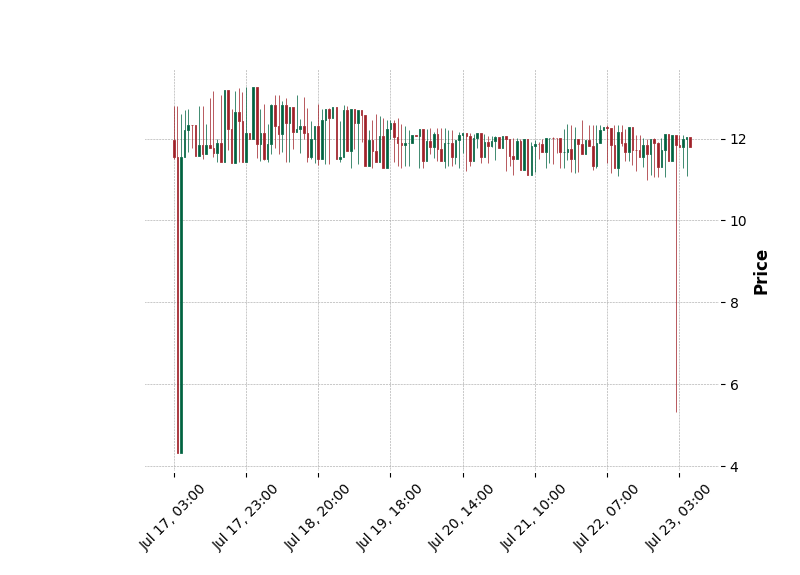 12
10
8
6
4
Price
Jul 17, 03:00
Jul 17, 23:00
Jul 18, 20:00
Jul 19, 18:00
Jul 20, 14:00
Jul 21, 10:00
Jul 22, 07:00
Jul 23, 03:00